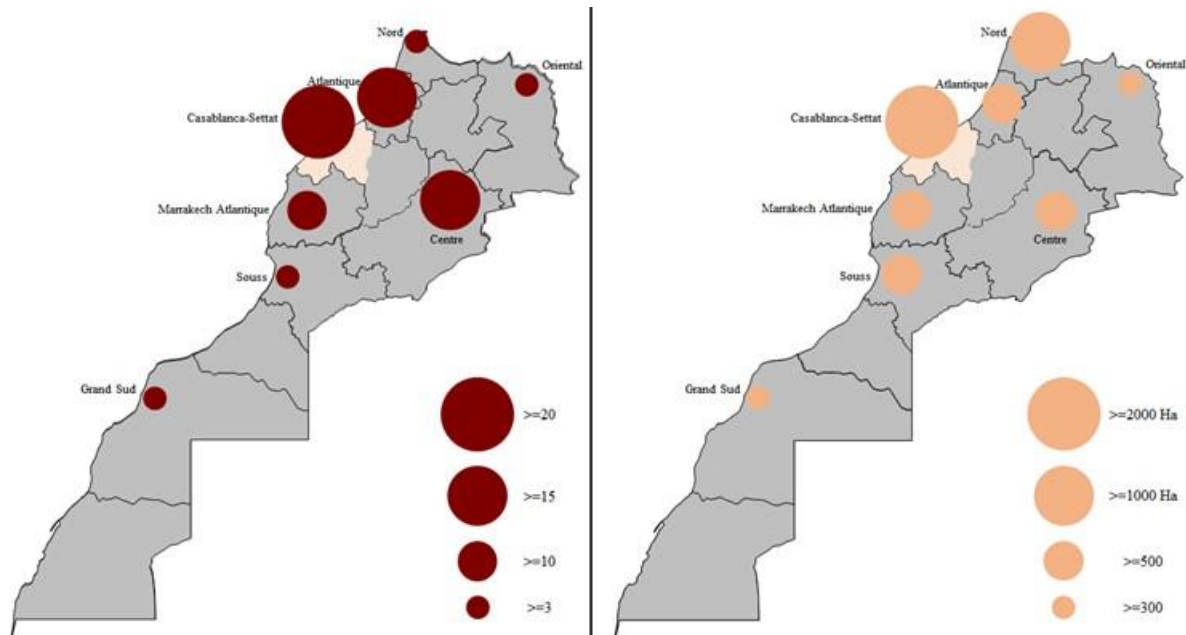 Nord
Oriental
Atlantique
Casablanca-Settat
Marrakech Atlantique
Centre
Souss
Grand Sud
>=20
>=15
>=10
>=3
Nord
Oriental
Atlantique
Casablanca-Settat
Marrakech Atlantique
Centre
Souss
Grand Sud
>=2000 Ha
>=1000 Ha
>=500
>=300